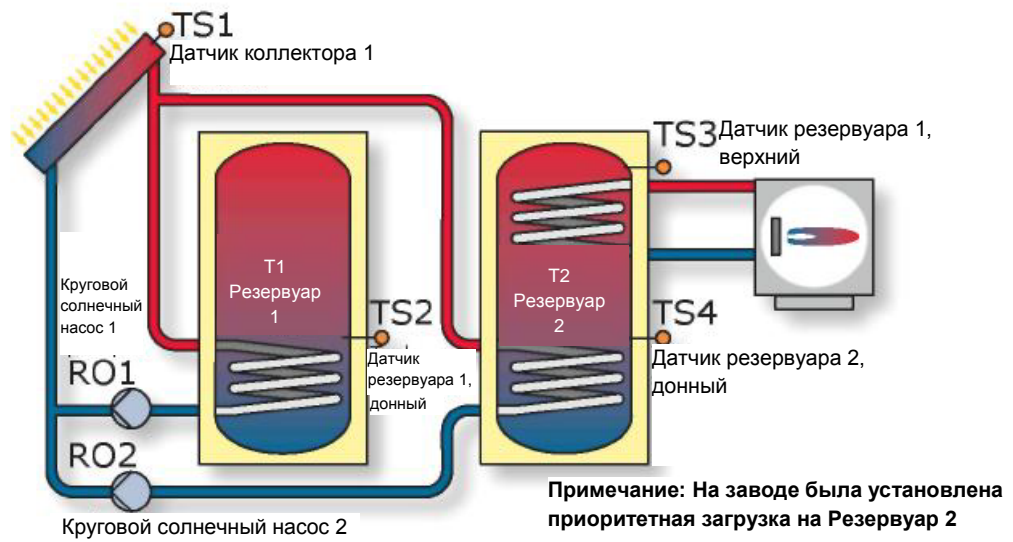 TS1
Датчик коллектора 1
TS3
Датчик резервуара 1,
верхний
Круговой
солнечный
насос 1
T1
Резервуар
1
T2
Резервуар
2
TS2
Датчик
резервуара 1,
донный
TS4
Датчик резервуара 2,
донный
RO1
RO2
Круговой солнечный насос 2
Примечание: На заводе была установлена
приоритетная загрузка на Резервуар 2